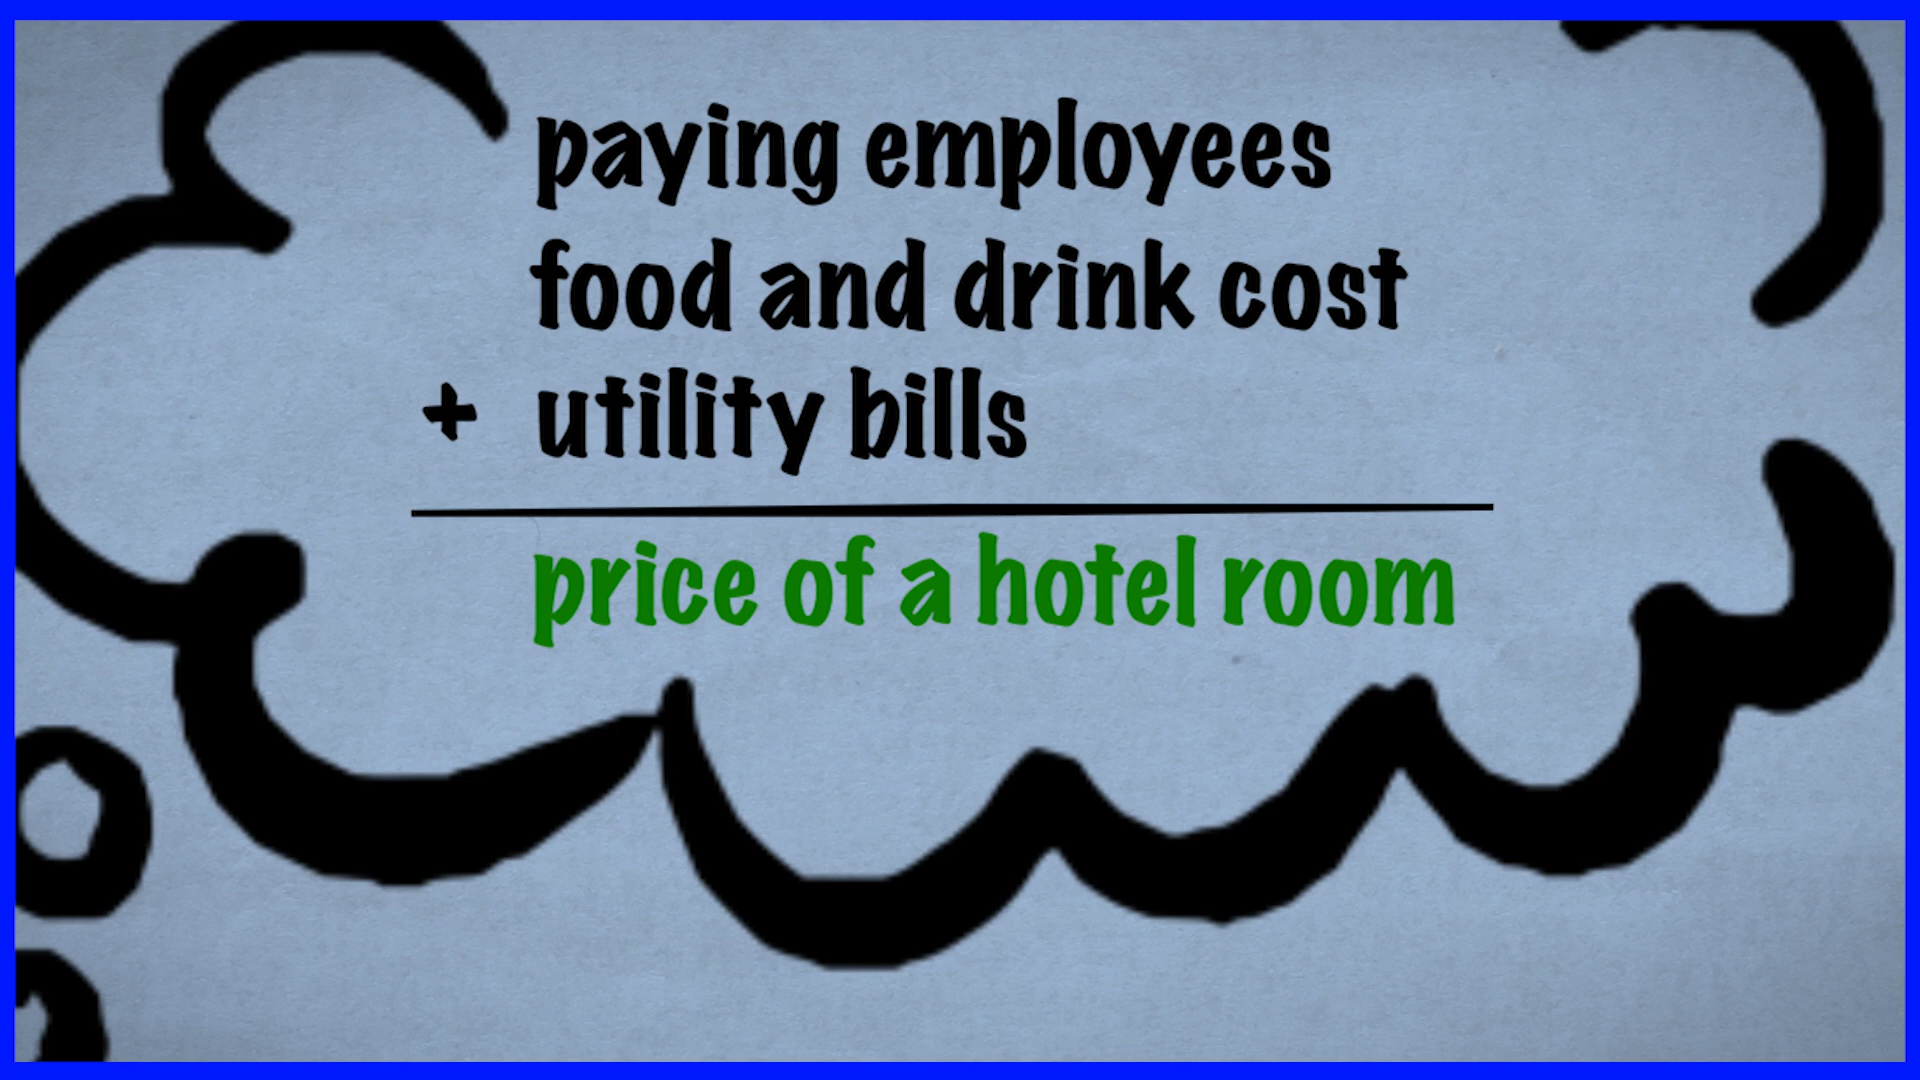 paying employees
food and drink cost
+ utility bills
price of a hotel room